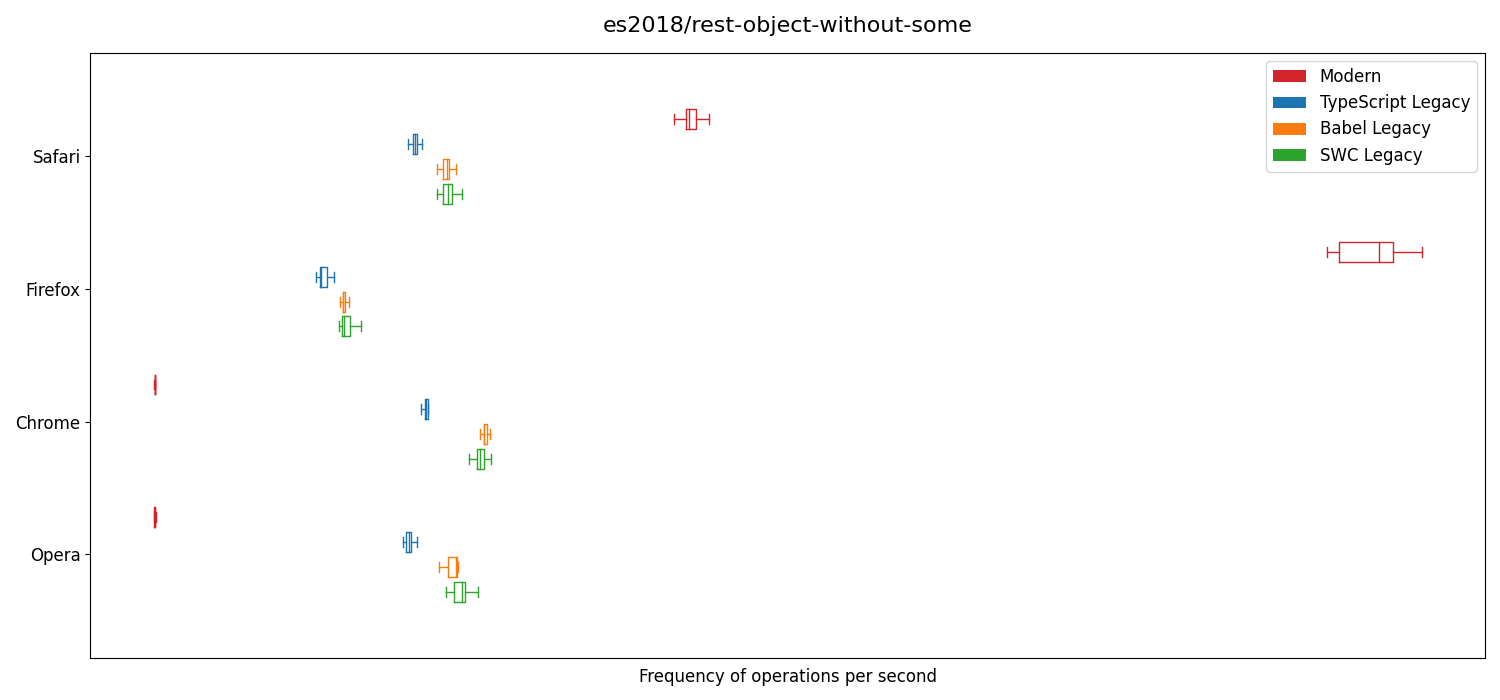 es2018/rest-object-without-some
Modern
TypeScript Legacy
Babel Legacy
SWC Legacy
Safari
Firefox
Chrome
Opera
Frequency of operations per second